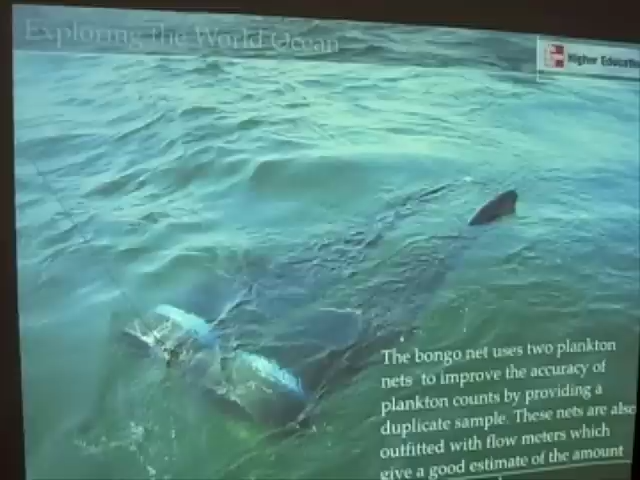 Exploring the World Ocean
Higher Educatio
The bongo net uses two plankton
nets to improve the accuracy of
plankton counts by providing a
duplicate sample. These nets are also
outfitted with flow meters which
give a good estimate of the amount